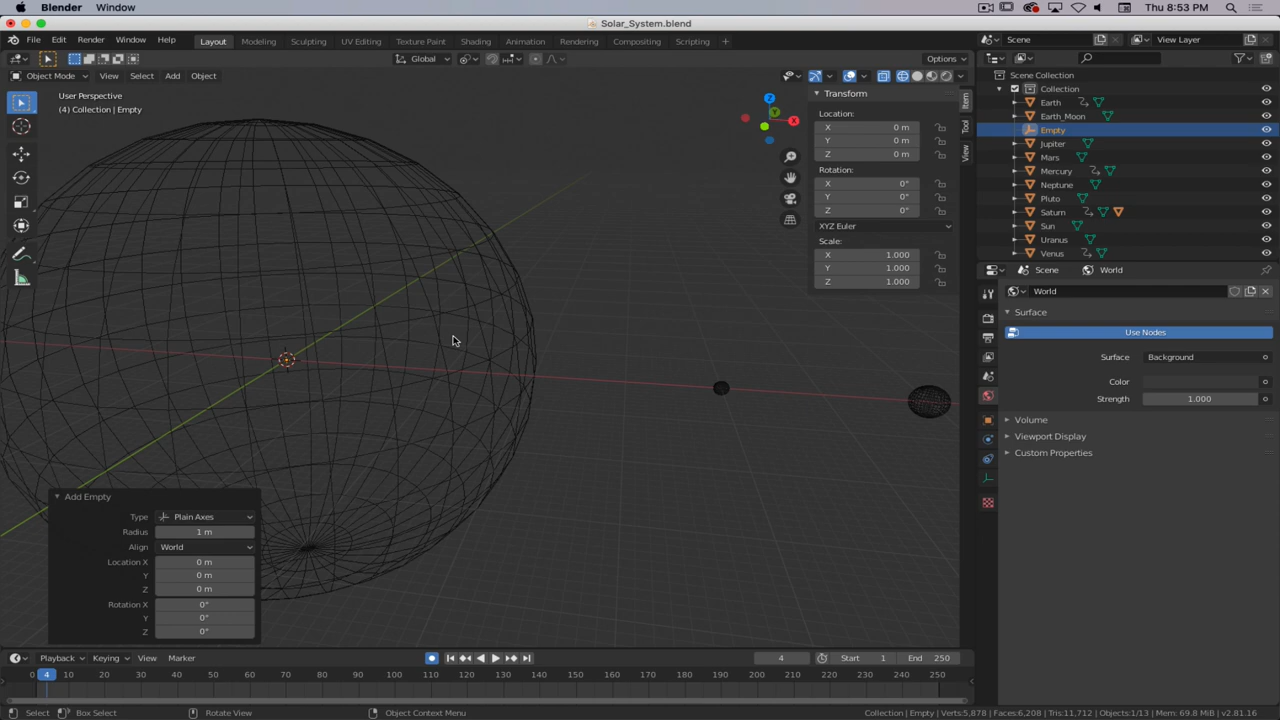 Blender Window Thu 8:53 PM
Solar_System.blend
File Edit Render Window Help Layout Modeling Sculpting UV Editing Texture Paint Shading Animation Rendering Compositing Scripting + Scene View Layer
Global Options
Object Mode View Select Add Object
User Perspective
(4) Collection | Empty
X
Y
Z
Transform
Location:
X 0 m
Y 0 m
Z 0 m
Rotation:
X 0°
Y 0°
Z 0°
XYZ Euler
Scale:
X 1.000
Y 1.000
Z 1.000
Item
Tool
View
Scene Collection
Collection
Earth
Earth_Moon
Empty
Jupiter
Mars
Mercury
Neptune
Pluto
Saturn
Sun
Uranus
Venus
Scene World
World
Surface
Use Nodes
Surface Background
Color
Strength 1.000
Volume
Viewport Display
Custom Properties
Add Empty
Type Plain Axes
Radius 1 m
Align World
Location X 0 m
Y 0 m
Z 0 m
Rotation X 0°
Y 0°
Z 0°
Playback Keying View Marker 4 Start 1 End 250
0 4 10 20 30 40 50 60 70 80 90 100 110 120 130 140 150 160 170 180 190 200 210 220 230 240 250
Select Box Select Rotate View Object Context Menu Collection | Empty | Verts:5,878 | Faces:6,208 | Tris:11,712 | Objects:1/13 | Mem: 69.8 MiB | v2.81.16